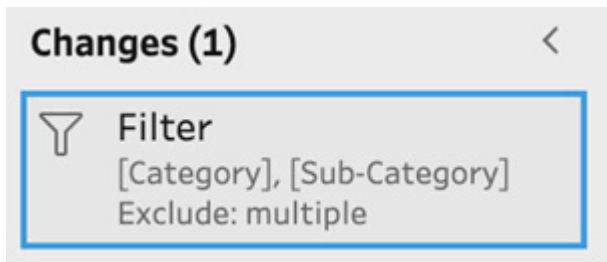 Changes (1)
Filter
[Category], [Sub-Category]
Exclude: multiple